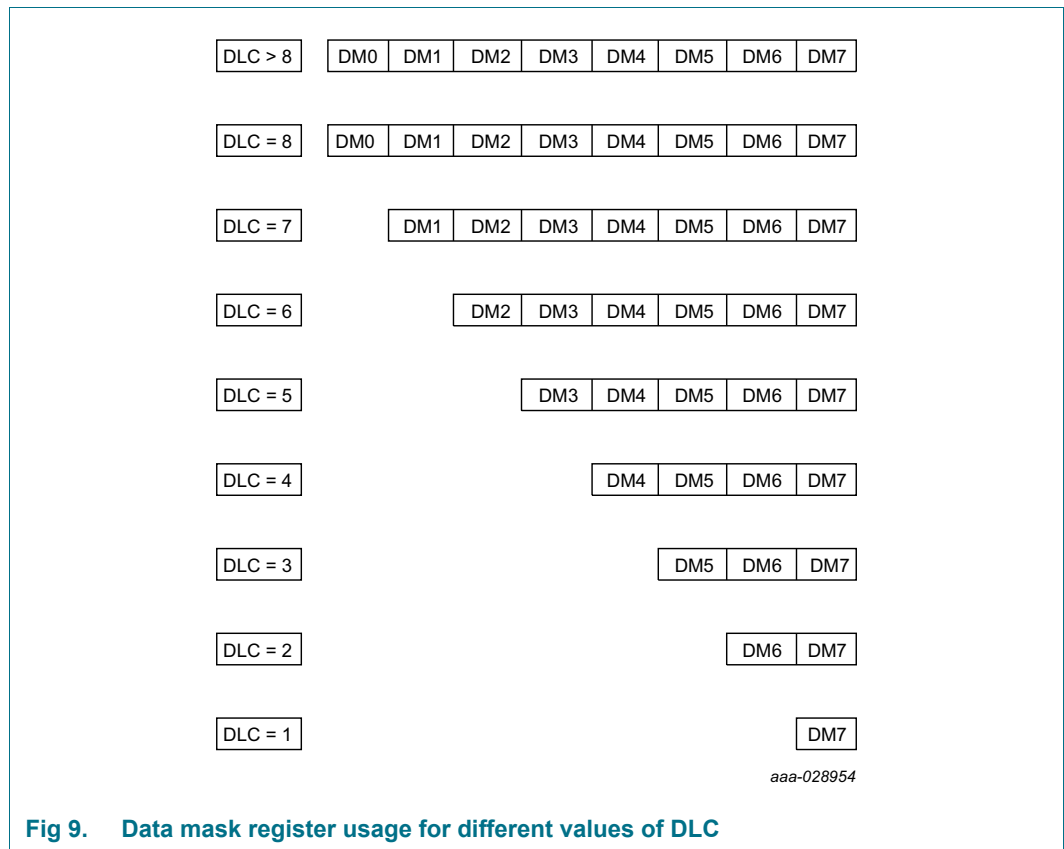 DLC > 8 DM0 DM1 DM2 DM3 DM4 DM5 DM6 DM7
DLC = 8 DM0 DM1 DM2 DM3 DM4 DM5 DM6 DM7
DLC = 7 DM1 DM2 DM3 DM4 DM5 DM6 DM7
DLC = 6 DM2 DM3 DM4 DM5 DM6 DM7
DLC = 5 DM3 DM4 DM5 DM6 DM7
DLC = 4 DM4 DM5 DM6 DM7
DLC = 3 DM5 DM6 DM7
DLC = 2 DM6 DM7
DLC = 1 DM7
aaa-028954
Fig 9. Data mask register usage for different values of DLC